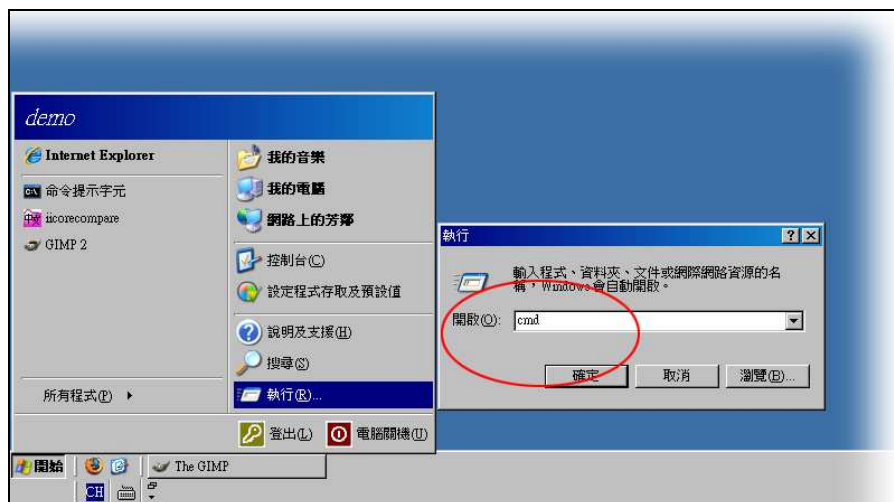 demo
Internet Explorer
命令提示字元
iicorecompare
GIMP 2
所有程式(P)
我的音樂
我的電腦
網路上的芳鄰
控制台(C)
設定程式存取及預設值
說明及支援(H)
搜尋(S)
執行(R)...
登出(L)
電腦關機(U)
執行
輸入程式、資料夾、文件或網際網路資源的名
稱，Windows 會自動開啟。
開啟(O):
cmd
確定
取消
瀏覽(B)...
開始
The GIMP
CH